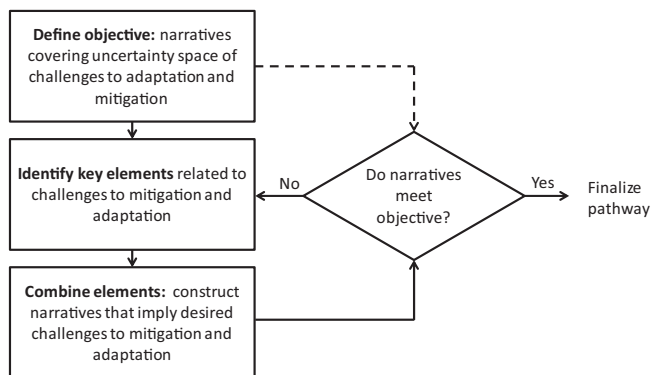 Define objective: narratives
covering uncertainty space of
challenges to adaptation and
mitigation
Identify key elements related to
challenges to mitigation and
adaptation
Combine elements: construct
narratives that imply desired
challenges to mitigation and
adaptation
No
Do narratives
meet
objective?
Yes
Finalize
pathway